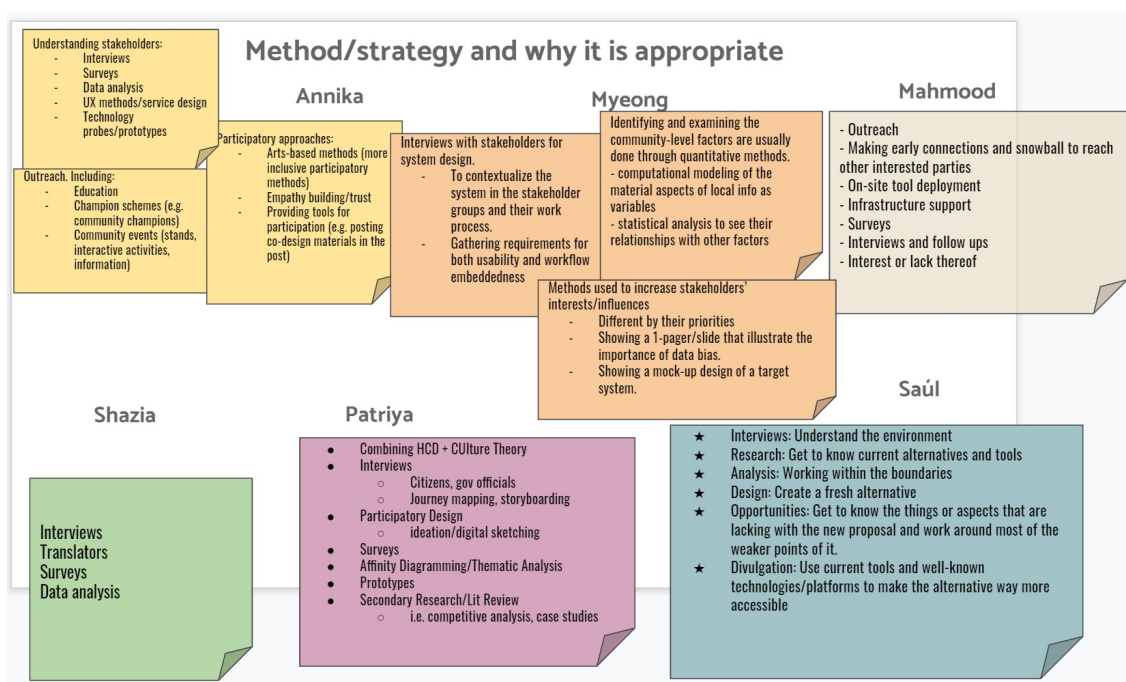 Method/strategy and why it is appropriate
Understanding stakeholders:
- Interviews
- Surveys
- Data analysis
- UX methods/service design
- Technology
probes/prototypes
Outreach. Including:
- Education
- Champion schemes (e.g.
community champions)
- Community events (stands,
interactive activities,
information)
Annika
Participatory approaches:
- Arts-based methods (more
inclusive participatory
methods)
- Empathy building/trust
- Providing tools for
participation (e.g. posting
co-design materials in the
post)
Myeong
Interviews with stakeholders for
system design.
- To contextualize the
system in the stakeholder
groups and their work
process.
- Gathering requirements for
both usability and workflow
embeddedness
Identifying and examining the
community-level factors are usually
done through quantitative methods.
- computational modeling of the
material aspects of local info as
variables
- statistical analysis to see their
relationships with other factors
Methods used to increase stakeholders'
interests/influences
- Different by their priorities
- Showing a 1-pager/slide that illustrate the
importance of data bias.
- Showing a mock-up design of a target
system.
Mahmood
- Outreach
- Making early connections and snowball to reach
other interested parties
- On-site tool deployment
- Infrastructure support
- Surveys
- Interviews and follow ups
- Interest or lack thereof
Shazia
Interviews
Translators
Surveys
Data analysis
Patriya
● Combining HCD + CUlture Theory
● Interviews
○ Citizens, gov officials
○ Journey mapping, storyboarding
● Participatory Design
○ ideation/digital sketching
● Surveys
● Affinity Diagramming/Thematic Analysis
● Prototypes
● Secondary Research/Lit Review
○ i.e. competitive analysis, case studies
Saúl
★ Interviews: Understand the environment
★ Research: Get to know current alternatives and tools
★ Analysis: Working within the boundaries
★ Design: Create a fresh alternative
★ Opportunities: Get to know the things or aspects that are
lacking with the new proposal and work around most of the
weaker points of it.
★ Divulgation: Use current tools and well-known
technologies/platforms to make the alternative way more
accessible